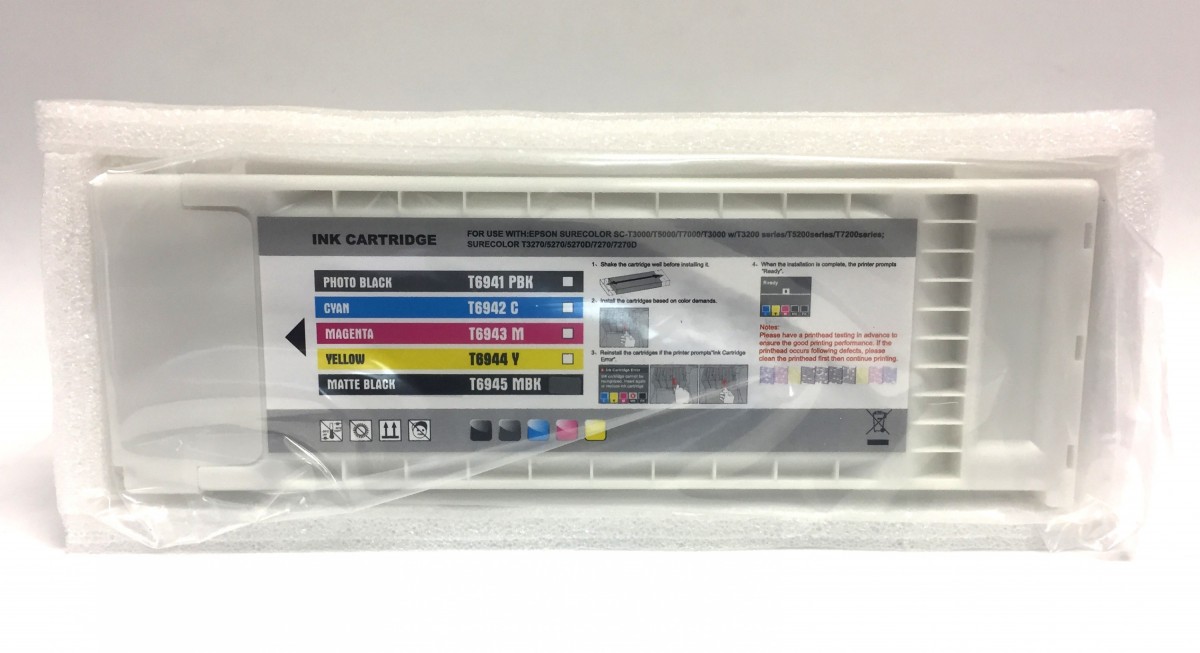 INK CARTRIDGE
FOR USE WITH:EPSON SURECOLOR SC-T3000/T5000/T7000/T3000 w/T3200 series/T5200series/T7200series;
SURECOLOR T3270/5270/5270D/7270/7270D
PHOTO BLACK T6941 PBK
CYAN T6942 C
MAGENTA T6943 M
YELLOW T6944 Y
MATTE BLACK T6945 MBK
1. Shake the cartridge well before installing it.
2. Install the cartridges based on color demands.
3. Reinstall the cartridges if the printer prompts"Ink Cartridge
Error".
Ink Cartridge Error
4. When the installation is complete, the printer prompts
"Ready".
Ready
Notes:
Please have a printhead testing in advance to
ensure the good printing performance. If the
printhead occurs following defects, please
clean the printhead first then continue printing.